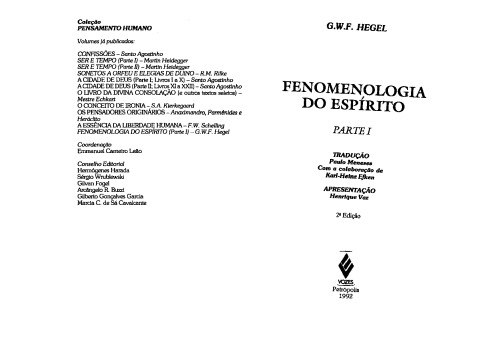 Coleção
PENSAMENTO HUMANO
Volumes já publicados:
CONFISSÕES – Santo Agostinho
SER E TEMPO (Parte I) – Martin Heidegger
SER E TEMPO (Parte II) – Martin Heidegger
SONETOS A ORFEU E ELEGIAS DE DUINO – R.M. Rilke
A CIDADE DE DEUS (Parte I; Livros I a X) – Santo Agostinho
A CIDADE DE DEUS (Parte II; Livros XI a XXII) – Santo Agostinho
O LIVRO DA DIVINA CONSOLAÇÃO (e outros textos seletos) –
Mestre Eckhart
O CONCEITO DE IRONIA – S.A. Kierkegaard
OS PENSADORES ORIGINÁRIOS – Anaximandro, Parmênides e
Heráclito
A ESSÊNCIA DA LIBERDADE HUMANA – F.W. Schelling
FENOMENOLOGIA DO ESPÍRITO (Parte I) – G.W.F. Hegel
Coordenação
Emmanuel Carneiro Leão
Conselho Editorial
Hermógenes Harada
Sérgio Wrublewski
Gilvan Fogel
Arcângelo R. Buzzi
Gilberto Gonçalves Garcia
Marcia C. de Sá Cavalcante
G.W.F. HEGEL
FENOMENOLOGIA
DO ESPÍRITO
PARTE I
TRADUÇÃO
Paulo Meneses
Com a colaboração de
Karl-Heinz Efken
APRESENTAÇÃO
Henrique Vaz
2ª Edição
VOZES
Petrópolis
1992